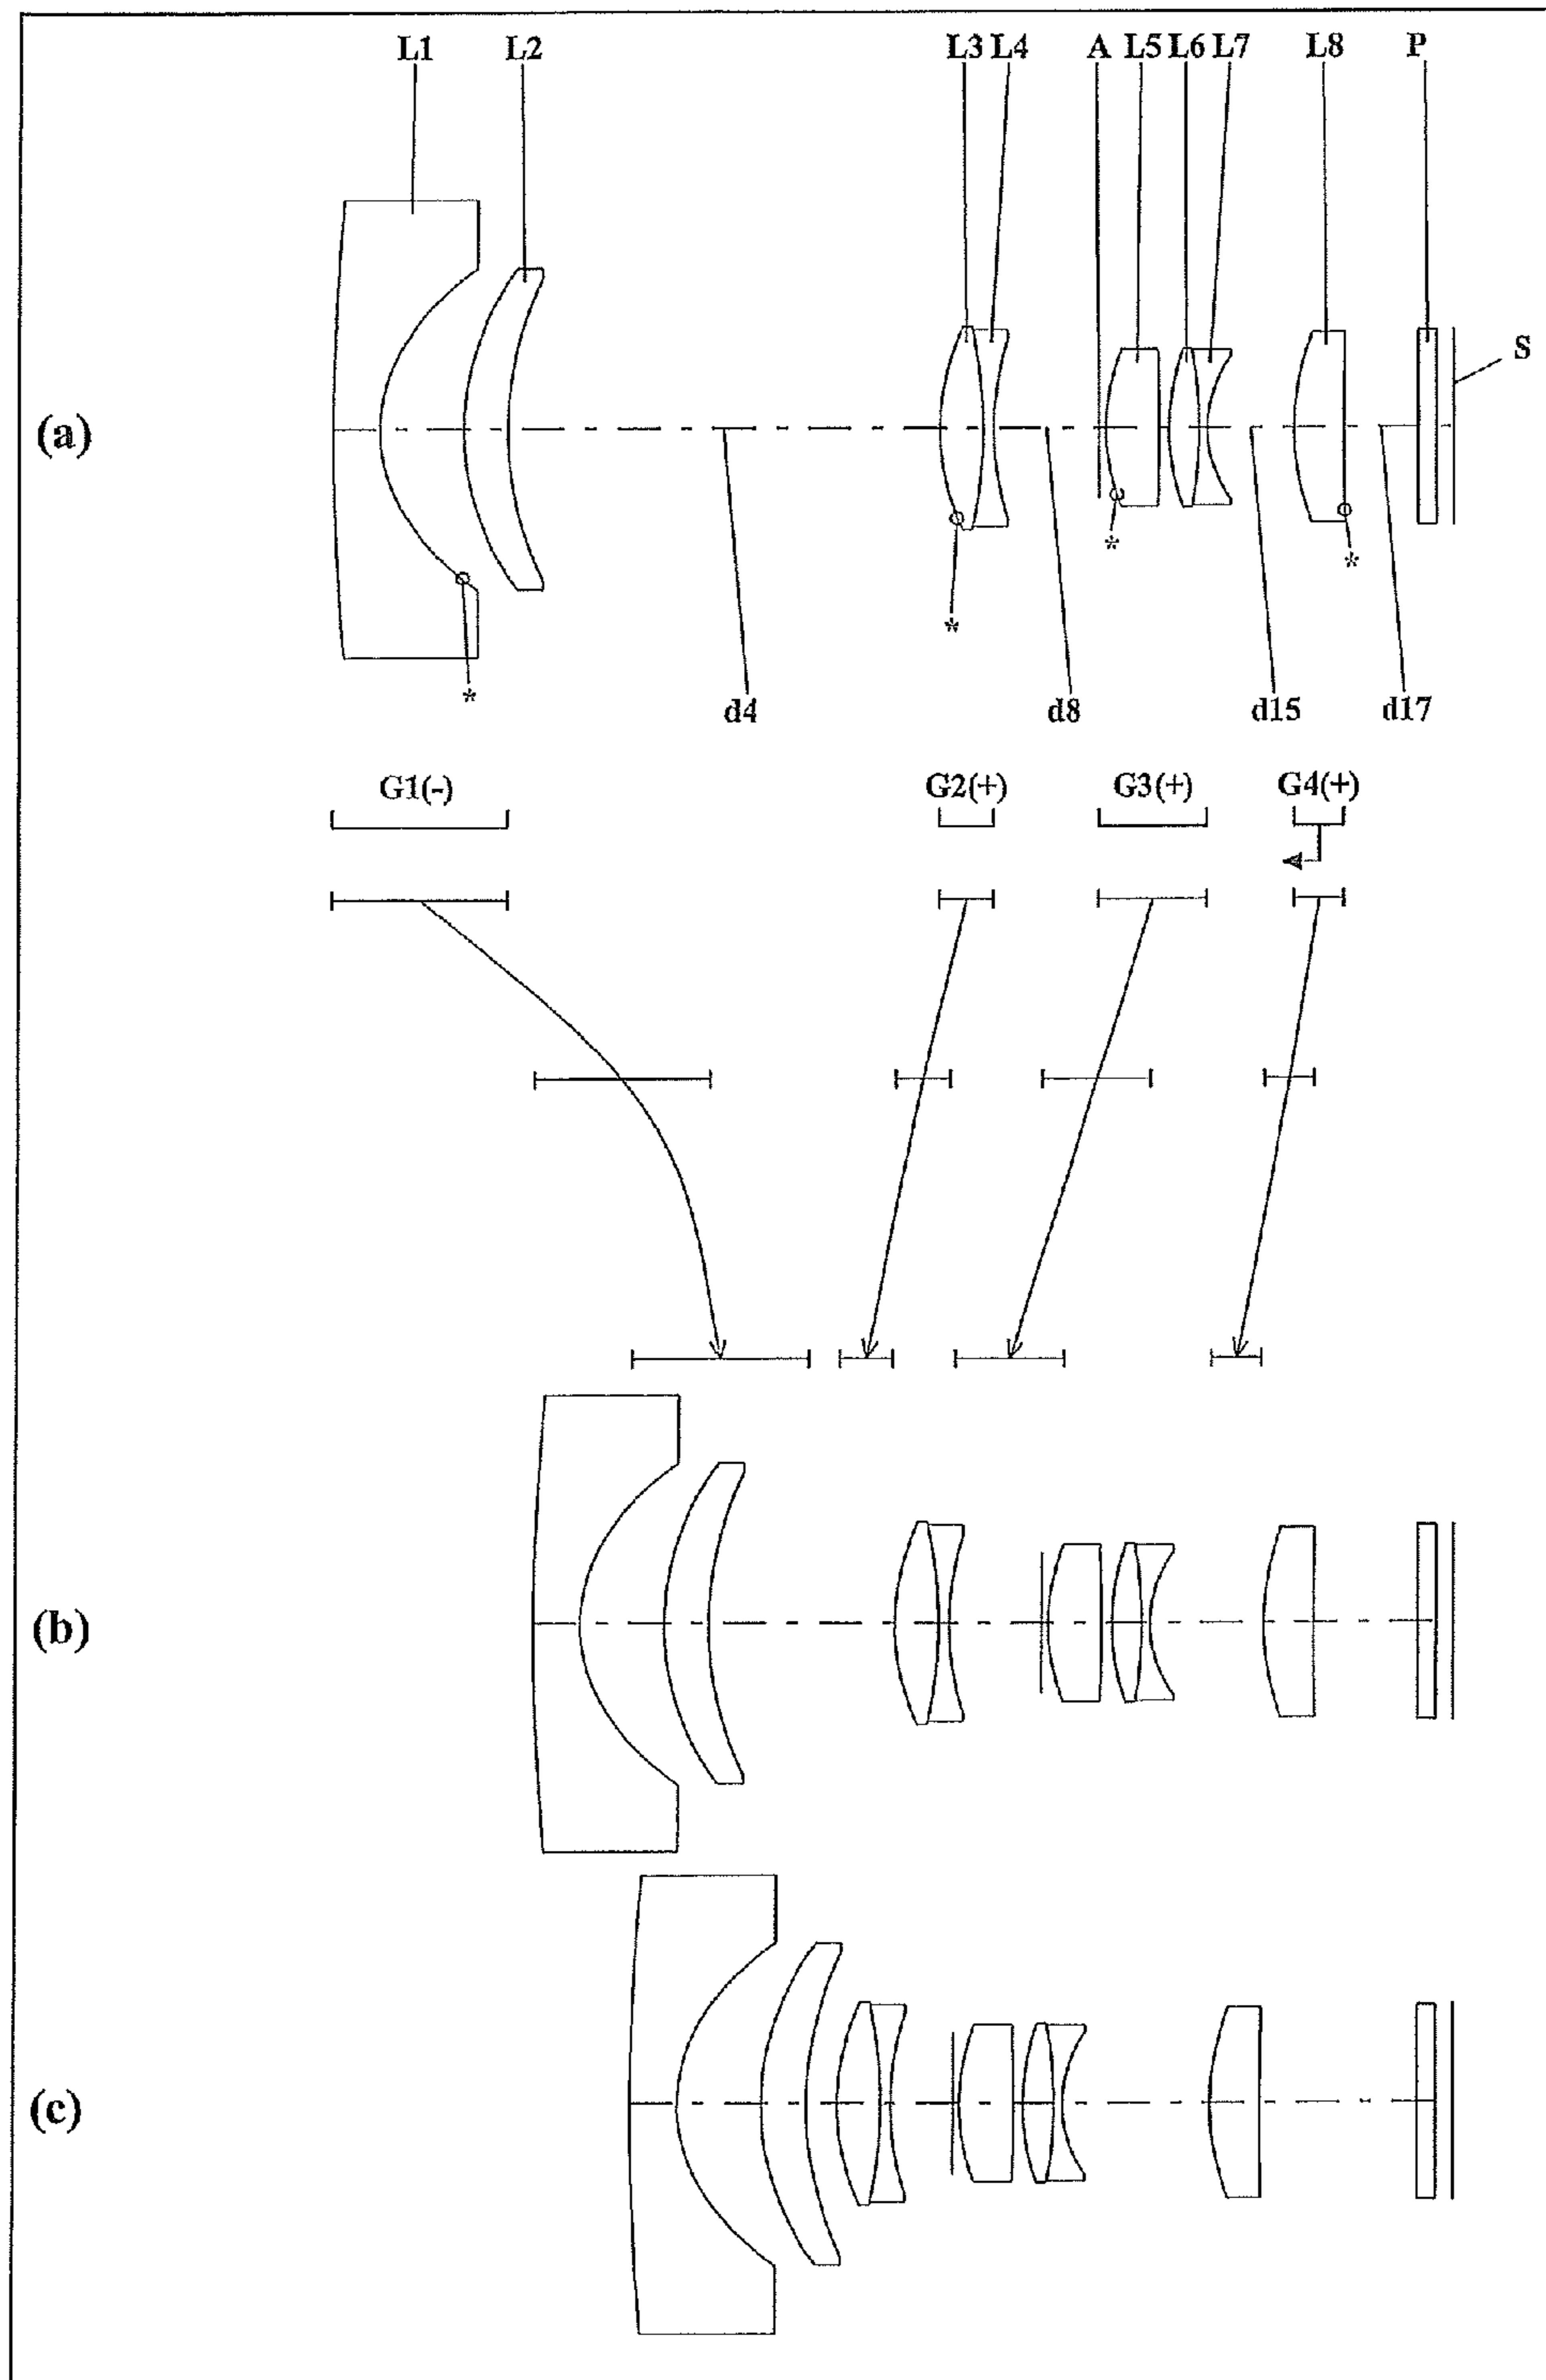 L1 L2 L3 L4 A L5 L6 L7 L8 P
S
(a)
*
*
*
*
d4 d8 d15 d17
G1(-) G2(+) G3(+) G4(+)
(b)
(c)